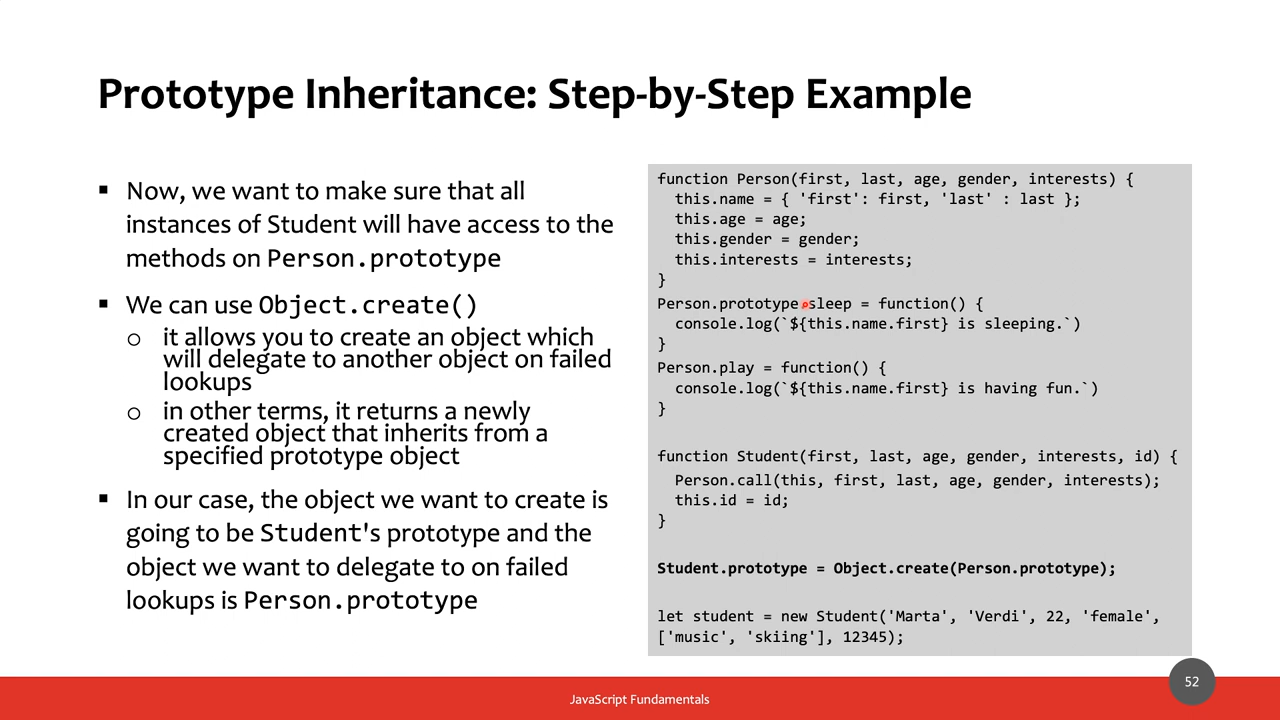 Prototype Inheritance: Step-by-Step Example
▪ Now, we want to make sure that all
instances of Student will have access to the
methods on Person.prototype
▪ We can use Object.create()
o it allows you to create an object which
will delegate to another object on failed
lookups
o in other terms, it returns a newly
created object that inherits from a
specified prototype object
▪ In our case, the object we want to create is
going to be Student's prototype and the
object we want to delegate to on failed
lookups is Person.prototype
function Person(first, last, age, gender, interests) {
  this.name = { 'first': first, 'last' : last };
  this.age = age;
  this.gender = gender;
  this.interests = interests;
}
Person.prototype.sleep = function() {
  console.log(`${this.name.first} is sleeping.`)
}
Person.play = function() {
  console.log(`${this.name.first} is having fun.`)
}
function Student(first, last, age, gender, interests, id) {
  Person.call(this, first, last, age, gender, interests);
  this.id = id;
}
Student.prototype = Object.create(Person.prototype);
let student = new Student('Marta', 'Verdi', 22, 'female',
['music', 'skiing'], 12345);
JavaScript Fundamentals
52